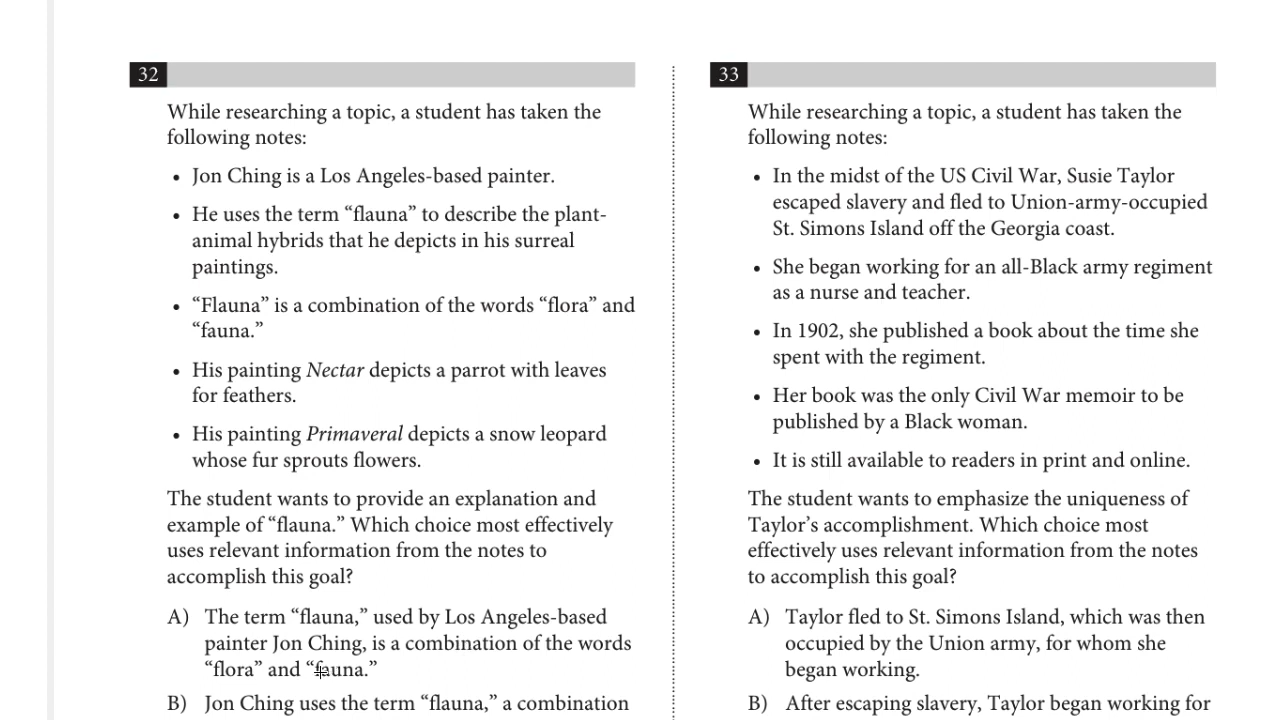 32
While researching a topic, a student has taken the
following notes:
• Jon Ching is a Los Angeles-based painter.
• He uses the term “flauna” to describe the plant-
animal hybrids that he depicts in his surreal
paintings.
• “Flauna” is a combination of the words “flora” and
“fauna.”
• His painting Nectar depicts a parrot with leaves
for feathers.
• His painting Primaveral depicts a snow leopard
whose fur sprouts flowers.
The student wants to provide an explanation and
example of “flauna.” Which choice most effectively
uses relevant information from the notes to
accomplish this goal?
A) The term “flauna,” used by Los Angeles-based
painter Jon Ching, is a combination of the words
“flora” and “fauna.”
B) Jon Ching uses the term “flauna,” a combination
33
While researching a topic, a student has taken the
following notes:
• In the midst of the US Civil War, Susie Taylor
escaped slavery and fled to Union-army-occupied
St. Simons Island off the Georgia coast.
• She began working for an all-Black army regiment
as a nurse and teacher.
• In 1902, she published a book about the time she
spent with the regiment.
• Her book was the only Civil War memoir to be
published by a Black woman.
• It is still available to readers in print and online.
The student wants to emphasize the uniqueness of
Taylor’s accomplishment. Which choice most
effectively uses relevant information from the notes
to accomplish this goal?
A) Taylor fled to St. Simons Island, which was then
occupied by the Union army, for whom she
began working.
B) After escaping slavery, Taylor began working for